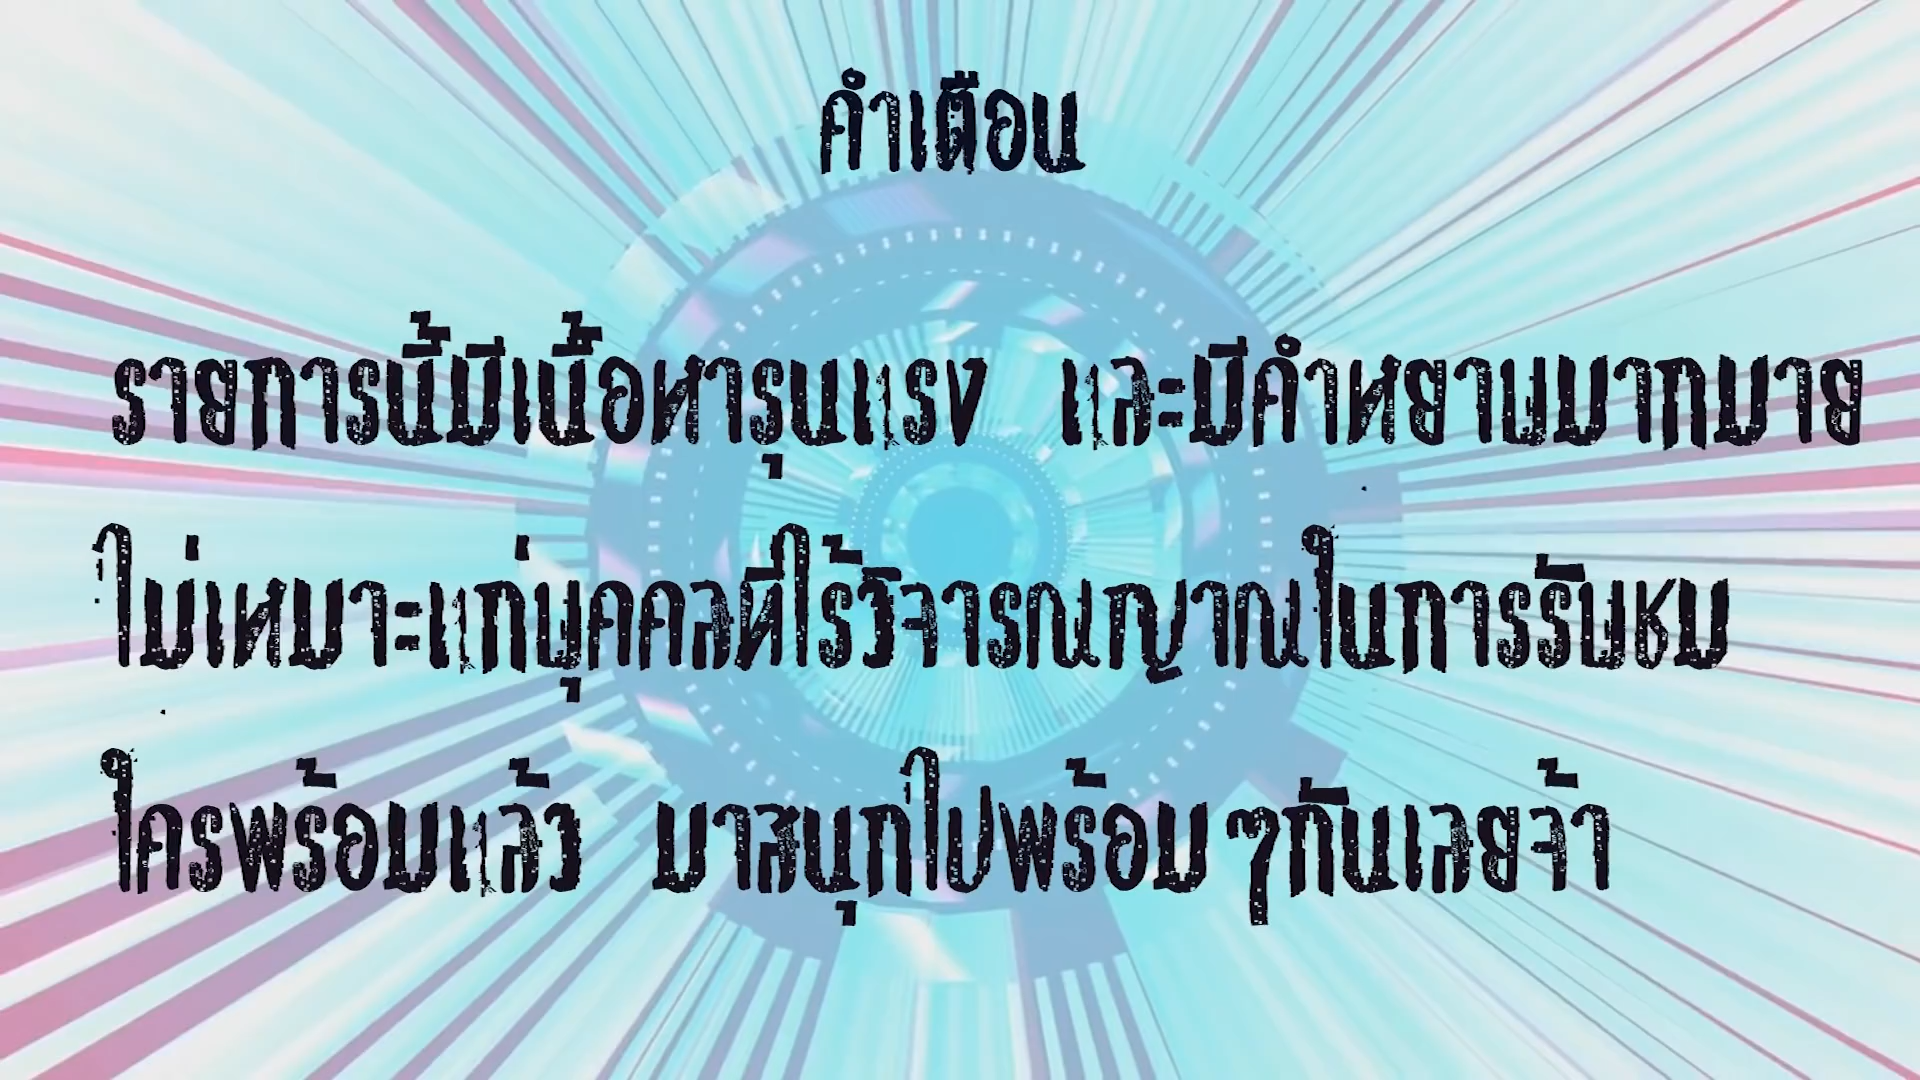 คำเตือน
รายการนี้มีเนื้อหารุนแรง และมีคำหยาบมากมาย
ไม่เหมาะแก่บุคคลที่ไร้วิจารณญาณในการรับชม
ใครพร้อมแล้ว มาสนุกไปพร้อมๆกันเลยจ้า